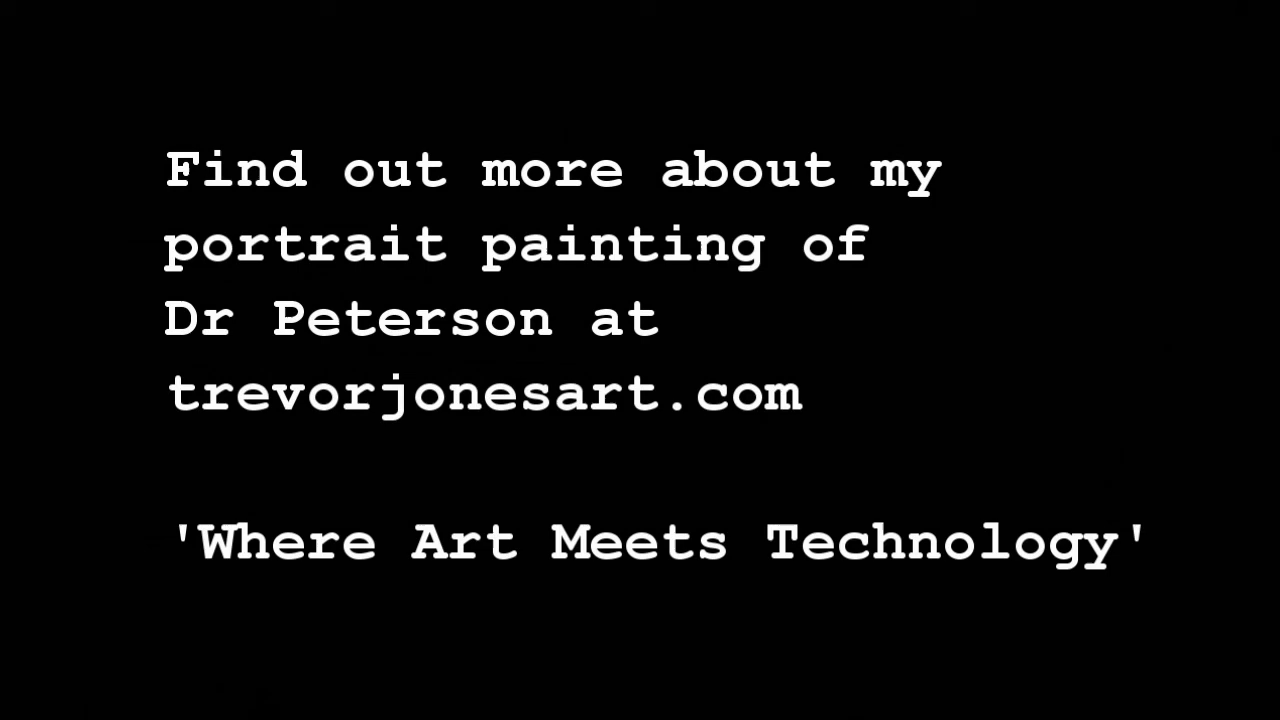 Find out more about my
portrait painting of
Dr Peterson at
trevorjonesart.com
'Where Art Meets Technology'